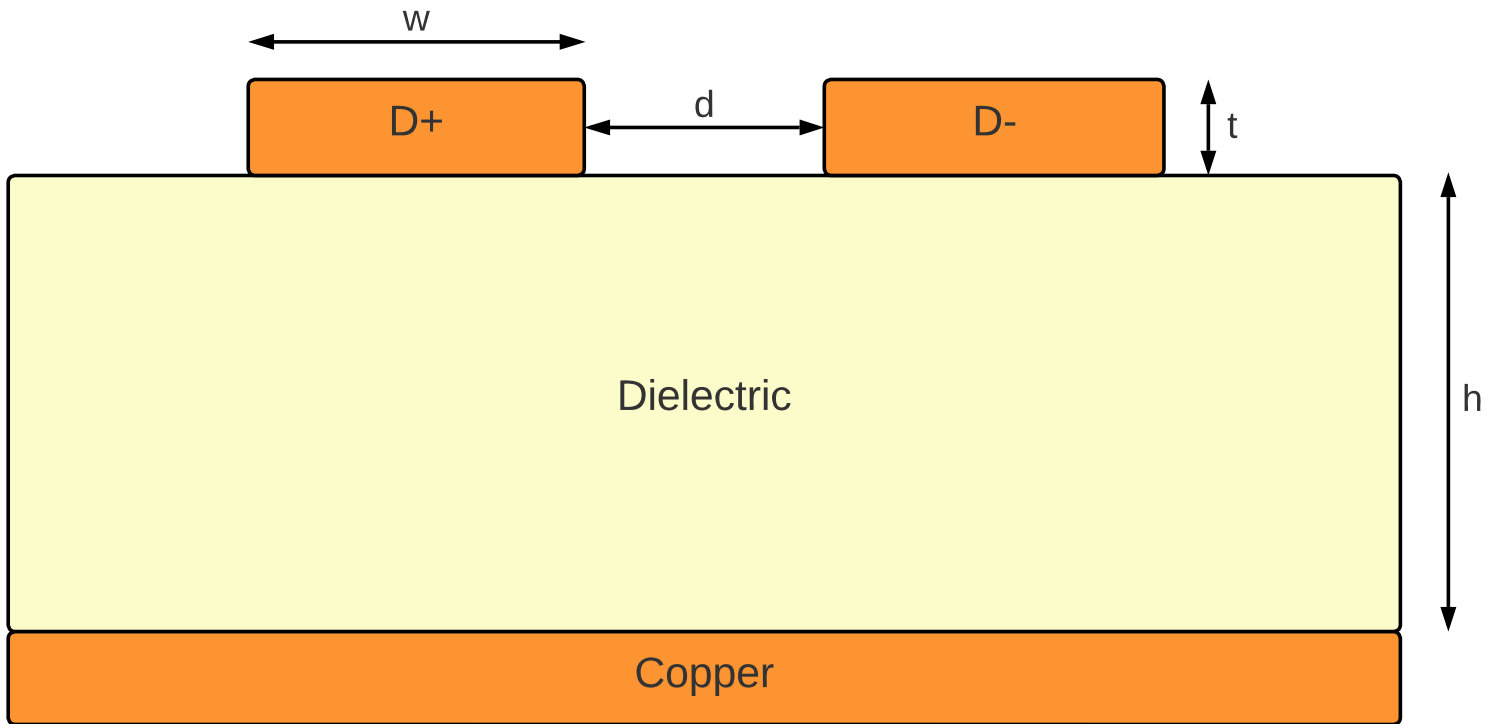 w
D+
d
D-
t
Dielectric
h
Copper